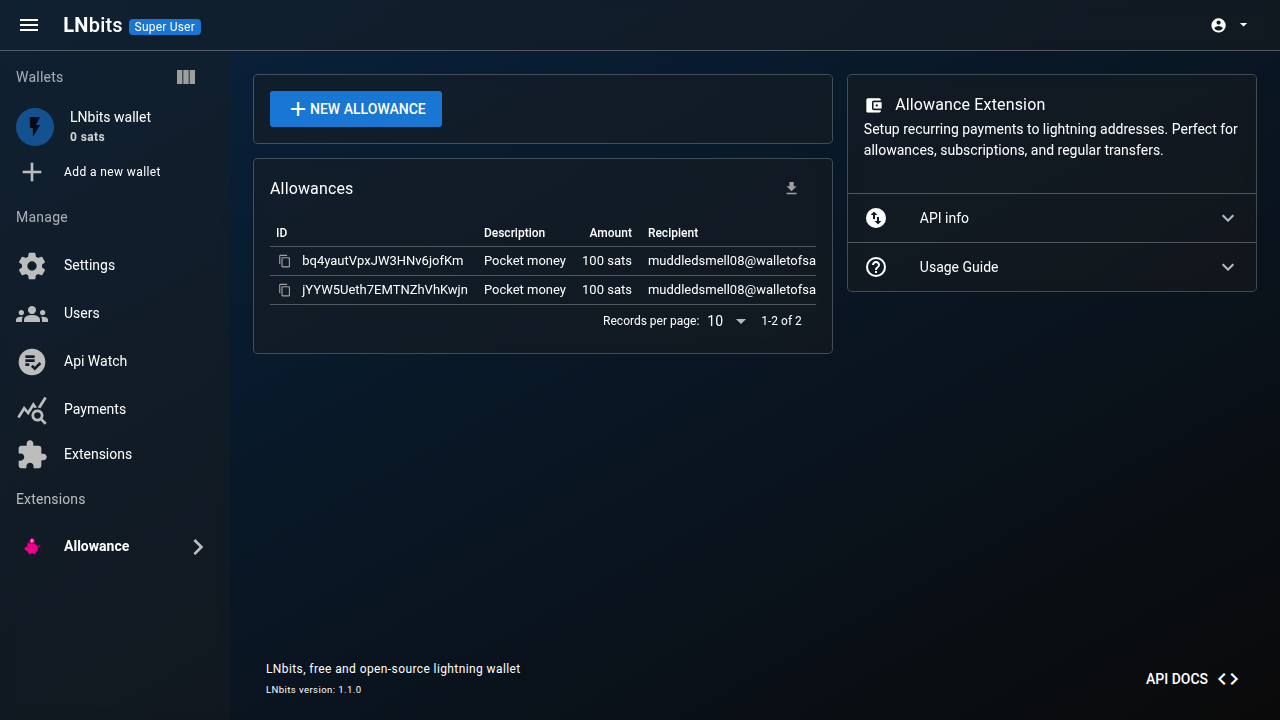 LNbits Super User
Wallets
LNbits wallet
0 sats
Add a new wallet
Manage
Settings
Users
Api Watch
Payments
Extensions
Extensions
Allowance
NEW ALLOWANCE
Allowances
ID Description Amount Recipient
bq4yautVpxJW3HNv6jofKm Pocket money 100 sats muddledsmell08@walletofsa
jYYW5Ueth7EMTNZhVhKwjn Pocket money 100 sats muddledsmell08@walletofsa
Records per page: 10 1-2 of 2
Allowance Extension
Setup recurring payments to lightning addresses. Perfect for
allowances, subscriptions, and regular transfers.
API info
Usage Guide
LNbits, free and open-source lightning wallet
LNbits version: 1.1.0
API DOCS